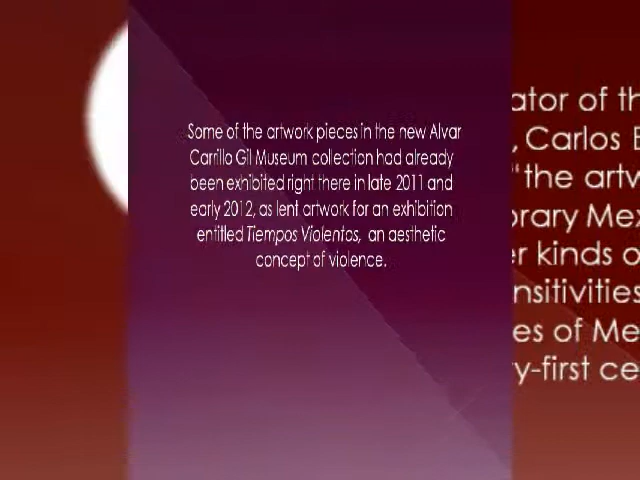 Some of the artwork pieces in the new Alvar
Carrillo Gil Museum collection had already
been exhibited right there in late 2011 and
early 2012, as lent artwork for an exhibition
entitled Tiempos Violentos, an aesthetic
concept of violence.
ator of th
, Carlos E
"the artw
orary Mex
er kinds o
nsitivities
es of Me
y-first ce